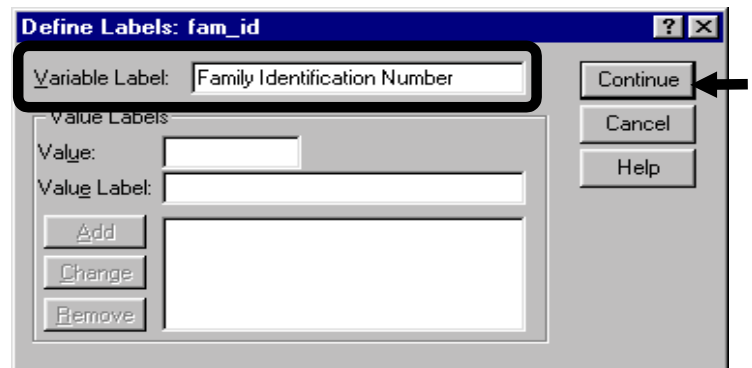 Define Labels: fam_id
Variable Label: Family Identification Number
Continue
Value Labels
Cancel
Value:
Help
Value Label:
Add
Change
Remove